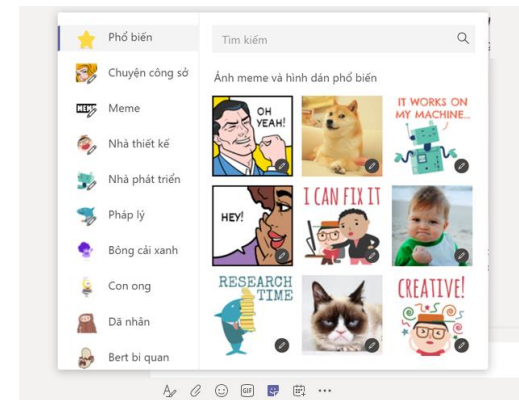 Phổ biến
Chuyện công sở
Meme
Nhà thiết kế
Nhà phát triển
Pháp lý
Bông cải xanh
Con ong
Dã nhân
Bert bi quan
Tìm kiếm
Ảnh meme và hình dán phổ biến
OH
YEAH!
IT WORKS ON
MY MACHINE...
HEY!
I CAN FIX IT
RESEARCH
TIME
CREATIVE!
MEME
GIF